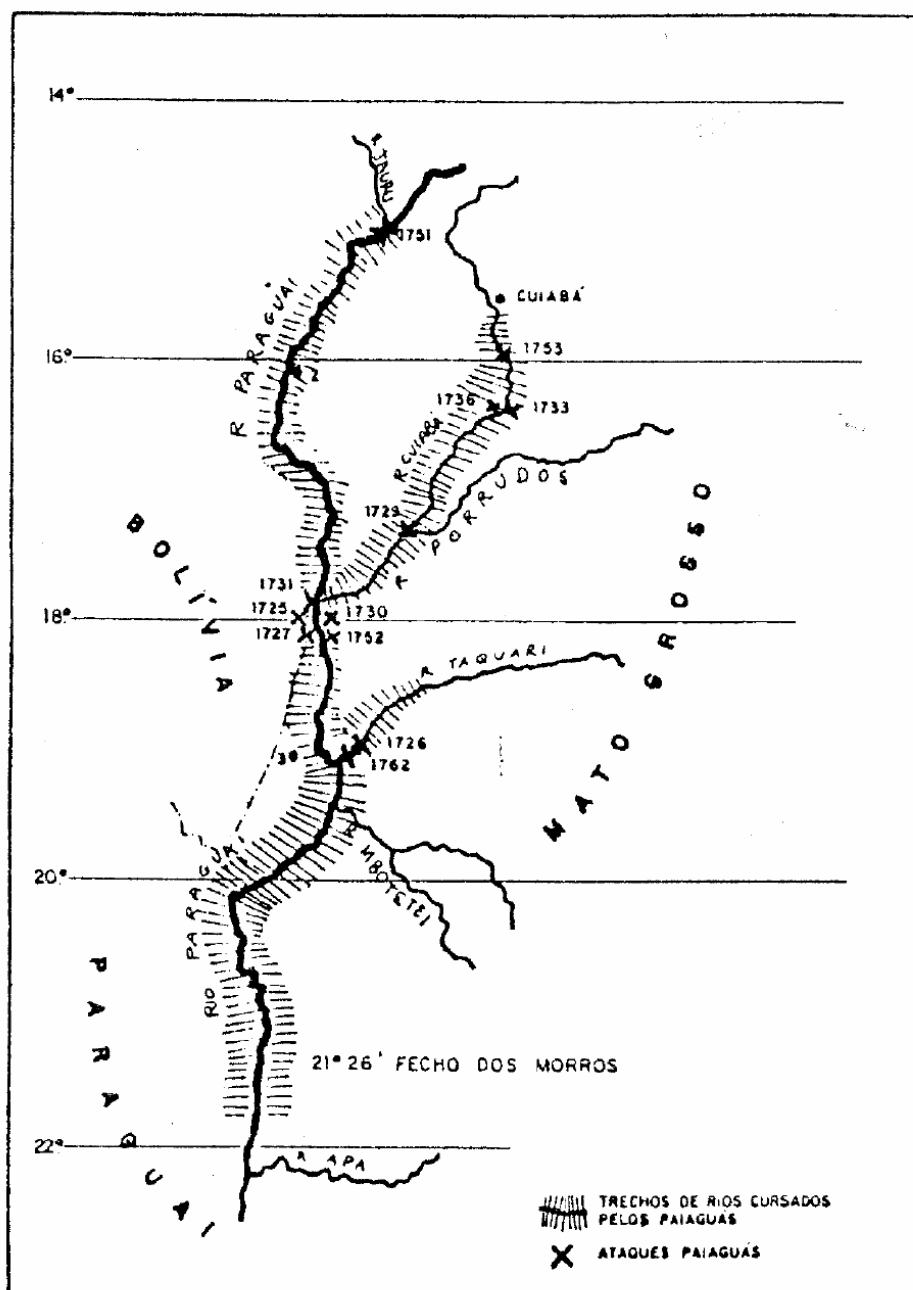 14°
R. JAURU
1751
CUIABÁ
R PARAGUAI
16°
1753
1736
1733
R CUIABÁ
R PORRUDOS
1729
BOLÍVIA
MATO GROSSO
1731
1725
18°
1730
1727
1752
R TAQUARI
1726
1762
R MBOTETEI
20°
RIO PARAGUAI
PARAGUAI
21° 26' FECHO DOS MORROS
22°
R APA
TRECHOS DE RIOS CURSADOS
PELOS PAIAGUÁS
ATAQUES PAIAGUÁS